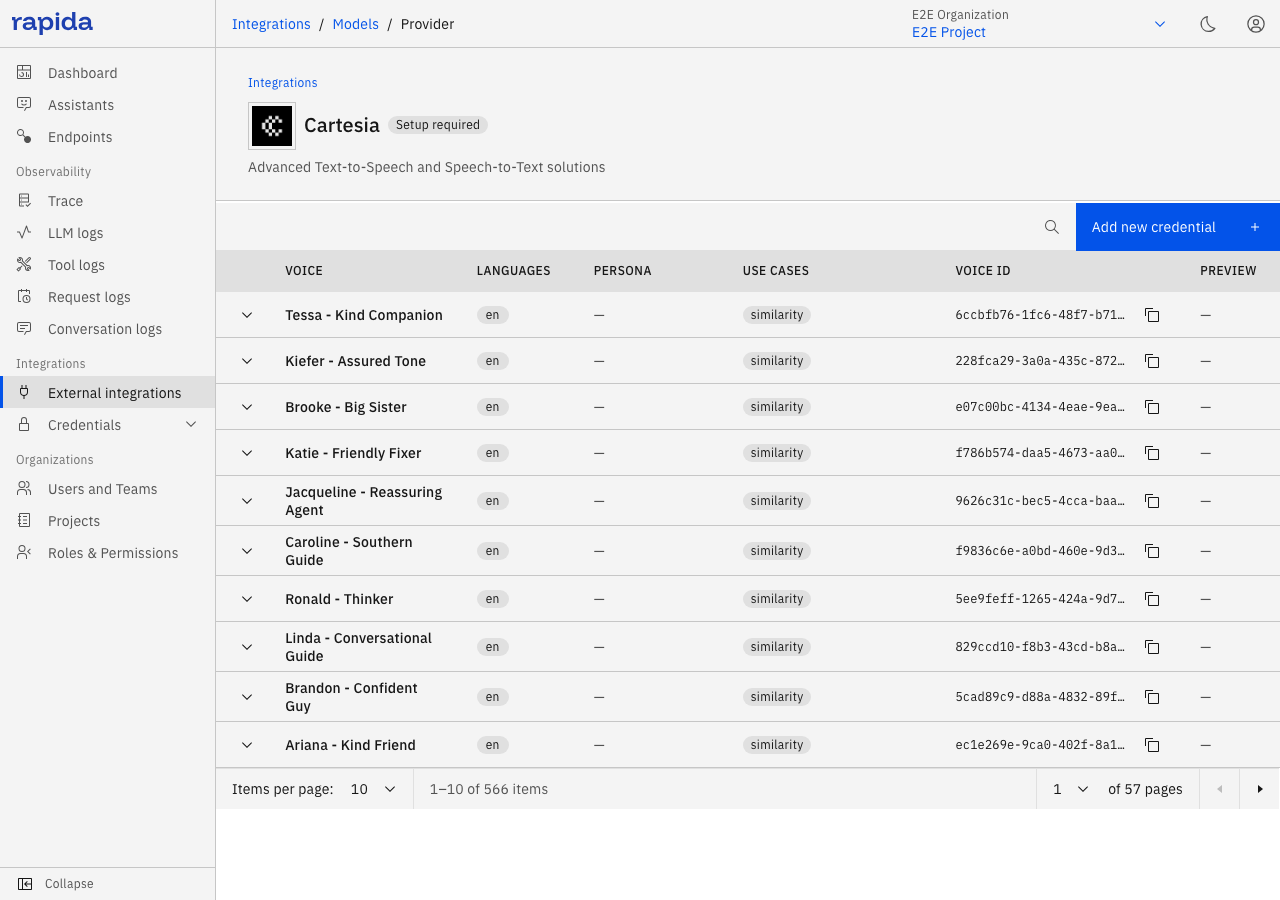 rapida
Integrations / Models / Provider
E2E Organization
E2E Project
Dashboard
Assistants
Endpoints
Observability
Trace
LLM logs
Tool logs
Request logs
Conversation logs
Integrations
External integrations
Credentials
Organizations
Users and Teams
Projects
Roles & Permissions
Collapse
Integrations
Cartesia Setup required
Advanced Text-to-Speech and Speech-to-Text solutions
Add new credential +
VOICE LANGUAGES PERSONA USE CASES VOICE ID PREVIEW
Tessa - Kind Companion en — similarity 6ccbfb76-1fc6-48f7-b71… —
Kiefer - Assured Tone en — similarity 228fca29-3a0a-435c-872… —
Brooke - Big Sister en — similarity e07c00bc-4134-4eae-9ea… —
Katie - Friendly Fixer en — similarity f786b574-daa5-4673-aa0… —
Jacqueline - Reassuring
Agent en — similarity 9626c31c-bec5-4cca-baa… —
Caroline - Southern
Guide en — similarity f9836c6e-a0bd-460e-9d3… —
Ronald - Thinker en — similarity 5ee9feff-1265-424a-9d7… —
Linda - Conversational
Guide en — similarity 829ccd10-f8b3-43cd-b8a… —
Brandon - Confident
Guy en — similarity 5cad89c9-d88a-4832-89f… —
Ariana - Kind Friend en — similarity ec1e269e-9ca0-402f-8a1… —
Items per page: 10 1–10 of 566 items 1 of 57 pages